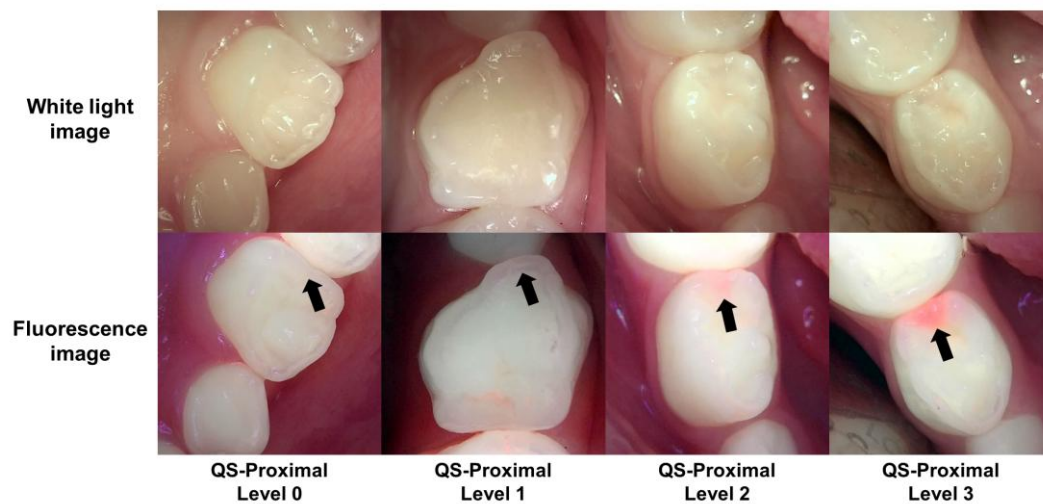 White light
image
Fluorescence
image
QS-Proximal
Level 0
QS-Proximal
Level 1
QS-Proximal
Level 2
QS-Proximal
Level 3